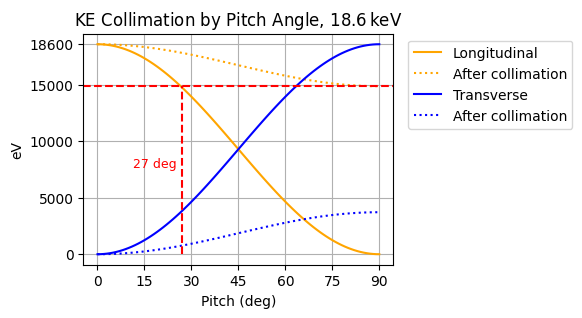 KE Collimation by Pitch Angle, 18.6 keV
18600
15000
10000
5000
0
eV
27 deg
0 15 30 45 60 75 90
Pitch (deg)
Longitudinal
After collimation
Transverse
After collimation